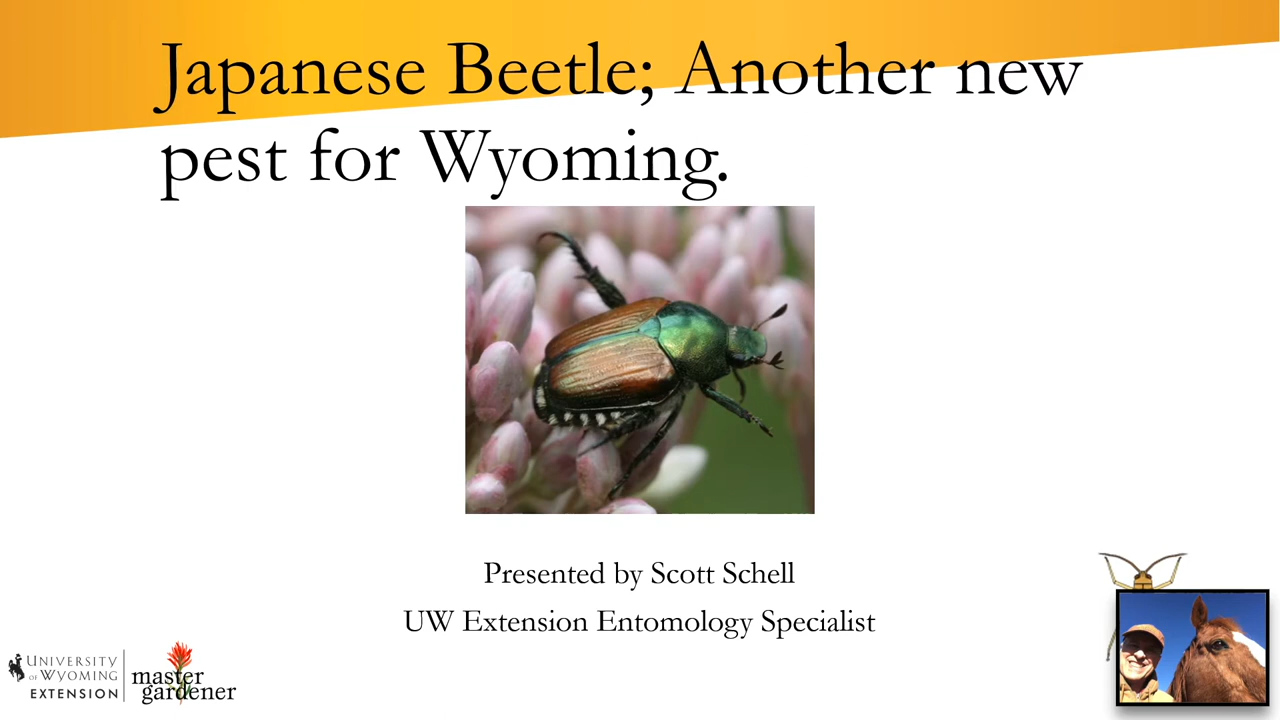 Japanese Beetle; Another new
pest for Wyoming.
Presented by Scott Schell
UW Extension Entomology Specialist
UNIVERSITY
OF WYOMING
EXTENSION
master
gardener